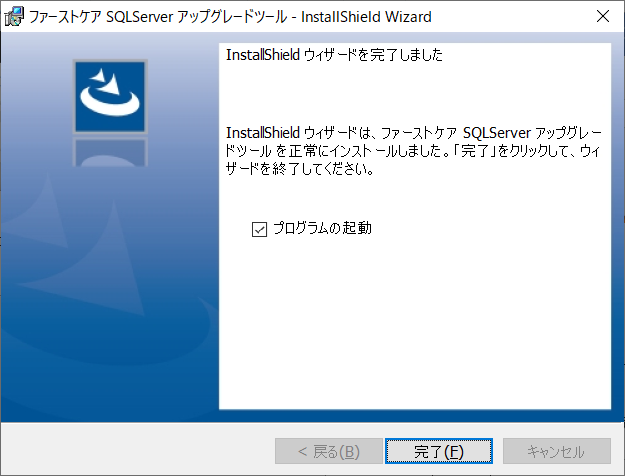 ファーストケア SQLServer アップグレードツール - InstallShield Wizard
InstallShield ウィザードを完了しました
InstallShield ウィザードは、ファーストケア SQLServer アップグレー
ドツール を正常にインストールしました。「完了」をクリックして、ウィ
ザードを終了してください。
プログラムの起動
< 戻る(B)
完了(F)
キャンセル